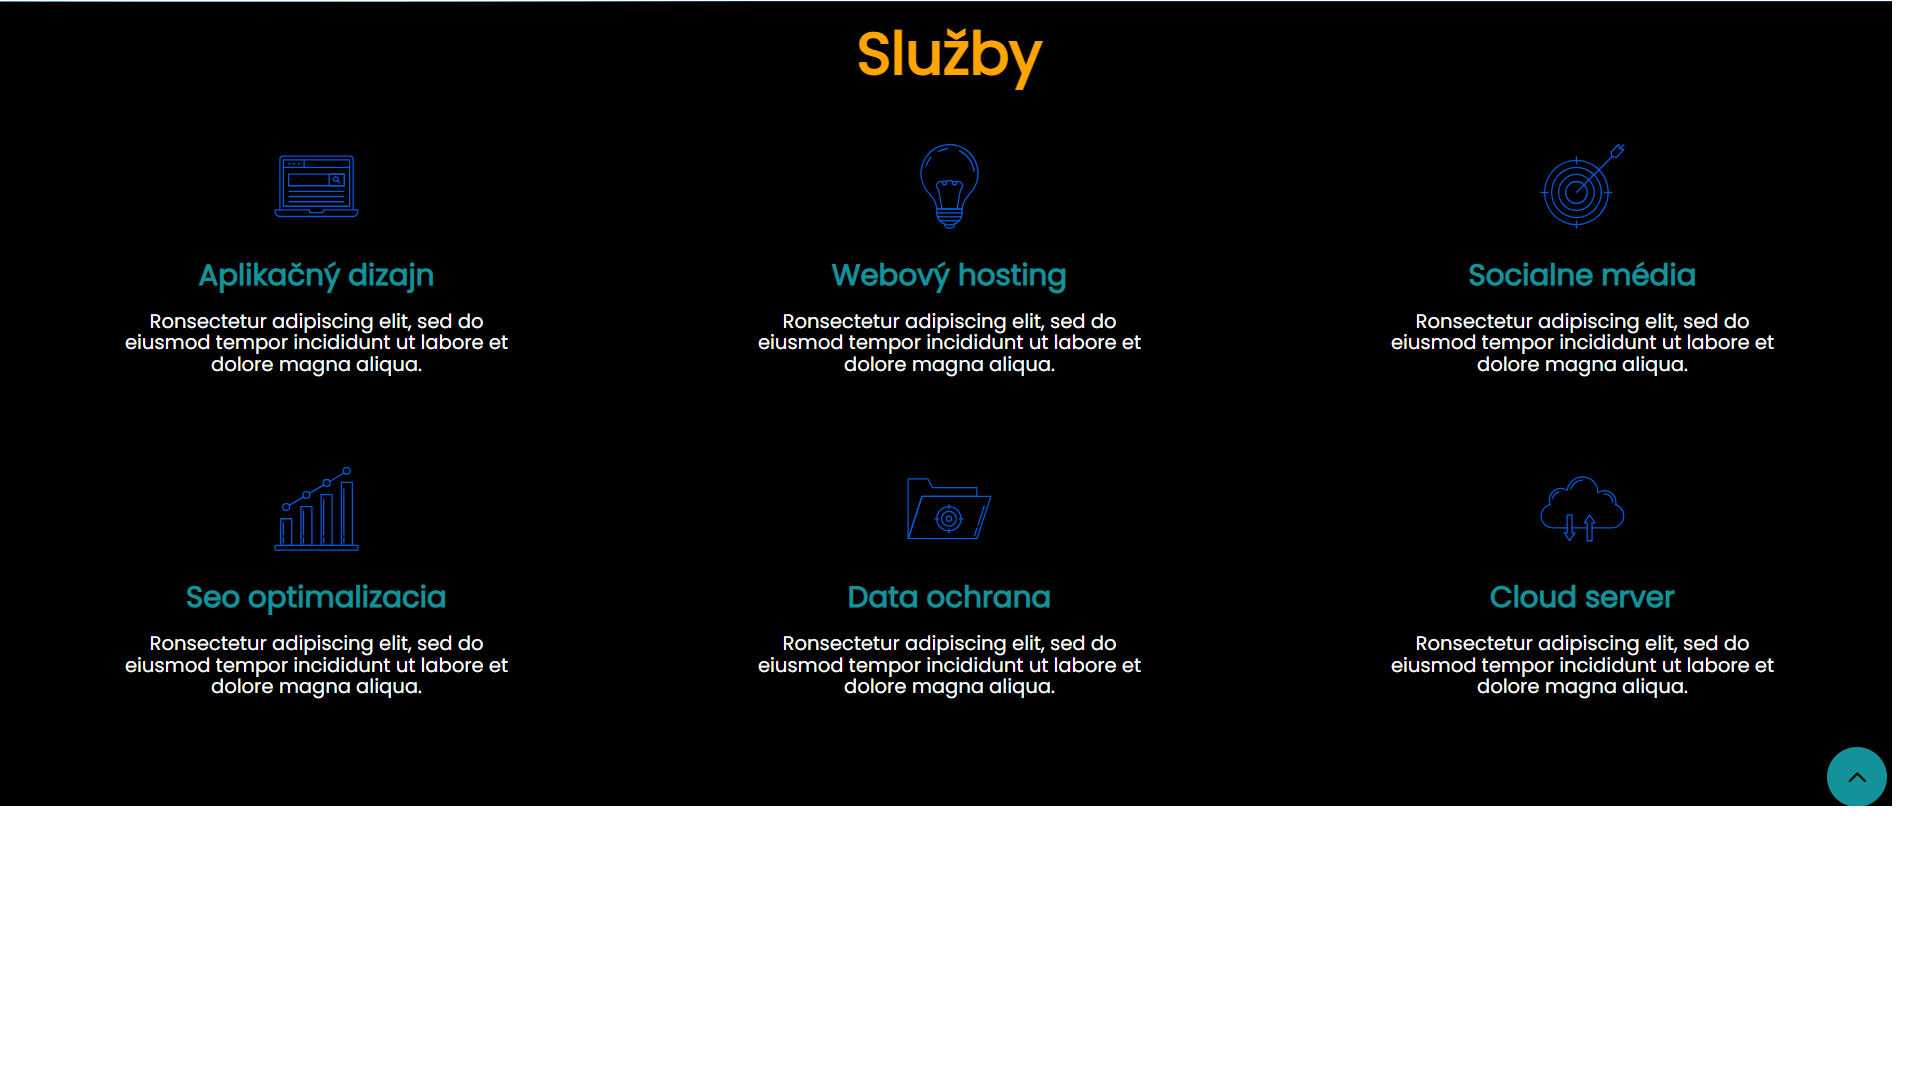 Služby
Aplikačný dizajn
Ronsectetur adipiscing elit, sed do
eiusmod tempor incididunt ut labore et
dolore magna aliqua.
Webový hosting
Ronsectetur adipiscing elit, sed do
eiusmod tempor incididunt ut labore et
dolore magna aliqua.
Socialne média
Ronsectetur adipiscing elit, sed do
eiusmod tempor incididunt ut labore et
dolore magna aliqua.
Seo optimalizacia
Ronsectetur adipiscing elit, sed do
eiusmod tempor incididunt ut labore et
dolore magna aliqua.
Data ochrana
Ronsectetur adipiscing elit, sed do
eiusmod tempor incididunt ut labore et
dolore magna aliqua.
Cloud server
Ronsectetur adipiscing elit, sed do
eiusmod tempor incididunt ut labore et
dolore magna aliqua.